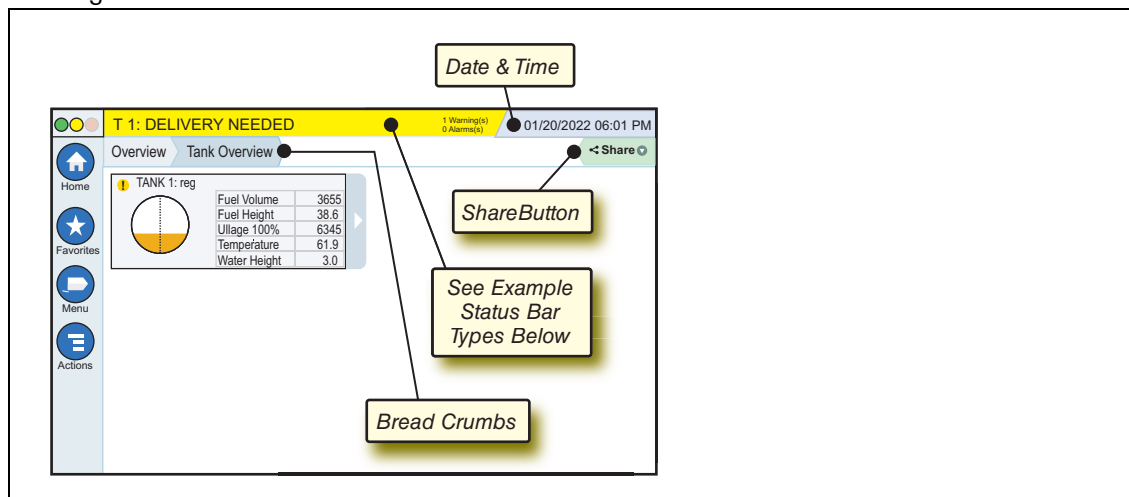 Date & Time
T 1: DELIVERY NEEDED
1 Warning(s)
0 Alarms(s)
01/20/2022 06:01 PM
Overview
Tank Overview
Share
Home
TANK 1: reg
Fuel Volume 3655
Fuel Height 38.6
Ullage 100% 6345
Temperature 61.9
Water Height 3.0
ShareButton
Favorites
See Example
Status Bar
Types Below
Menu
Actions
Bread Crumbs